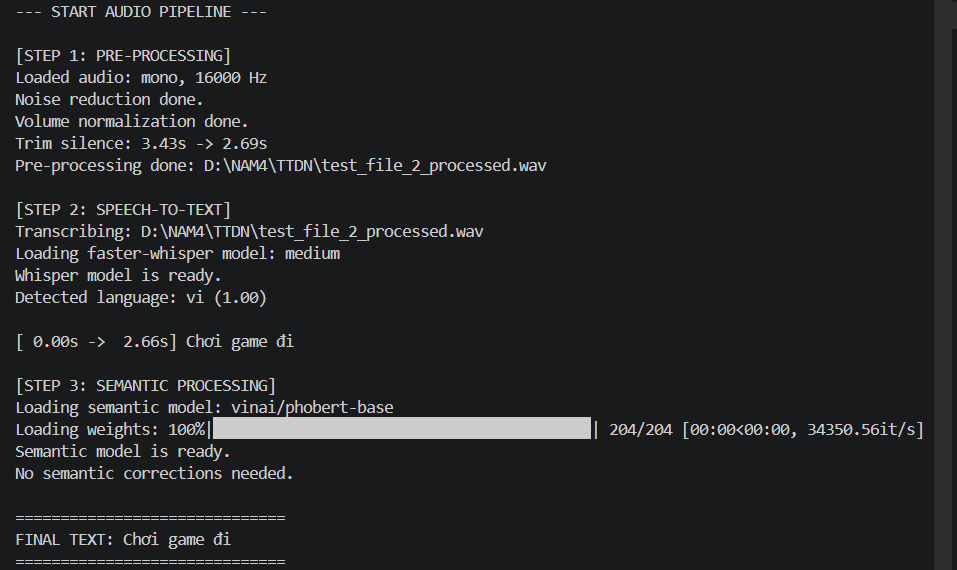 --- START AUDIO PIPELINE ---
[STEP 1: PRE-PROCESSING]
Loaded audio: mono, 16000 Hz
Noise reduction done.
Volume normalization done.
Trim silence: 3.43s -> 2.69s
Pre-processing done: D:\NAM4\TTDN\test_file_2_processed.wav
[STEP 2: SPEECH-TO-TEXT]
Transcribing: D:\NAM4\TTDN\test_file_2_processed.wav
Loading faster-whisper model: medium
Whisper model is ready.
Detected language: vi (1.00)
[ 0.00s ->  2.66s] Chơi game đi
[STEP 3: SEMANTIC PROCESSING]
Loading semantic model: vinai/phobert-base
Loading weights: 100%|██████████| 204/204 [00:00<00:00, 34350.56it/s]
Semantic model is ready.
No semantic corrections needed.
==============================
FINAL TEXT: Chơi game đi
==============================